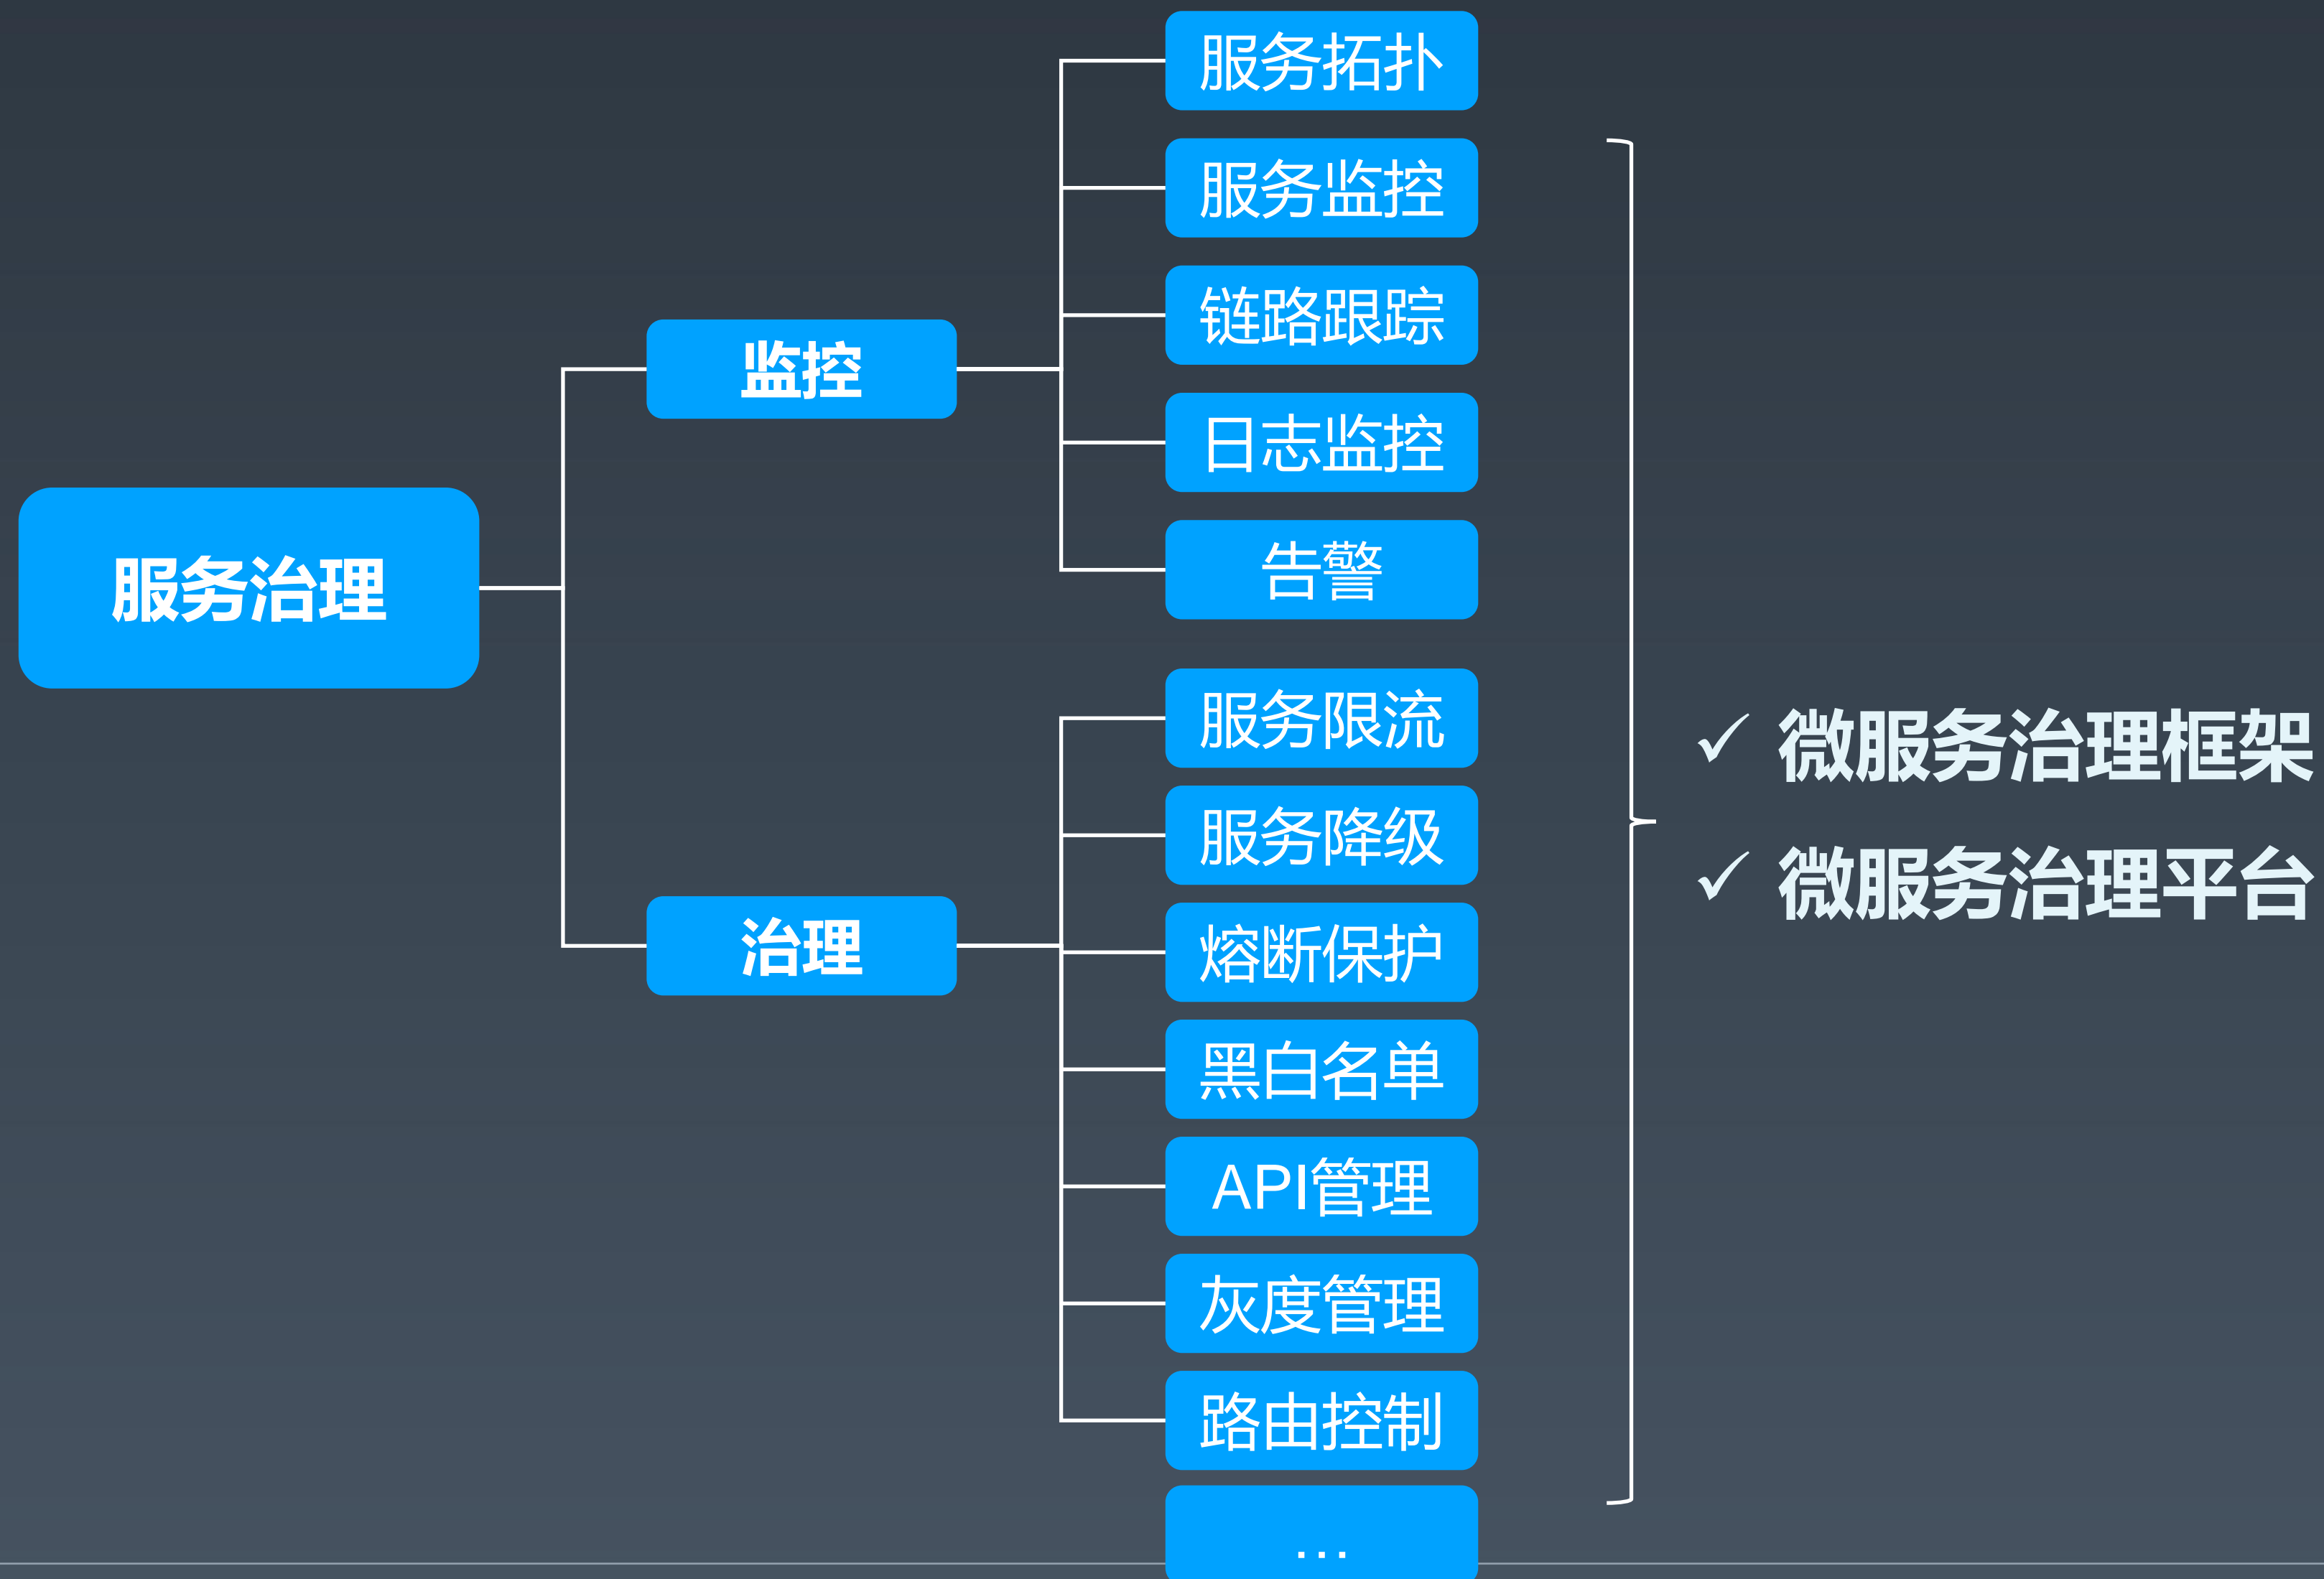 服务治理
监控
服务拓扑
服务监控
链路跟踪
日志监控
告警
治理
服务限流
服务降级
熔断保护
黑白名单
API管理
灰度管理
路由控制
...
✓ 微服务治理框架
✓ 微服务治理平台